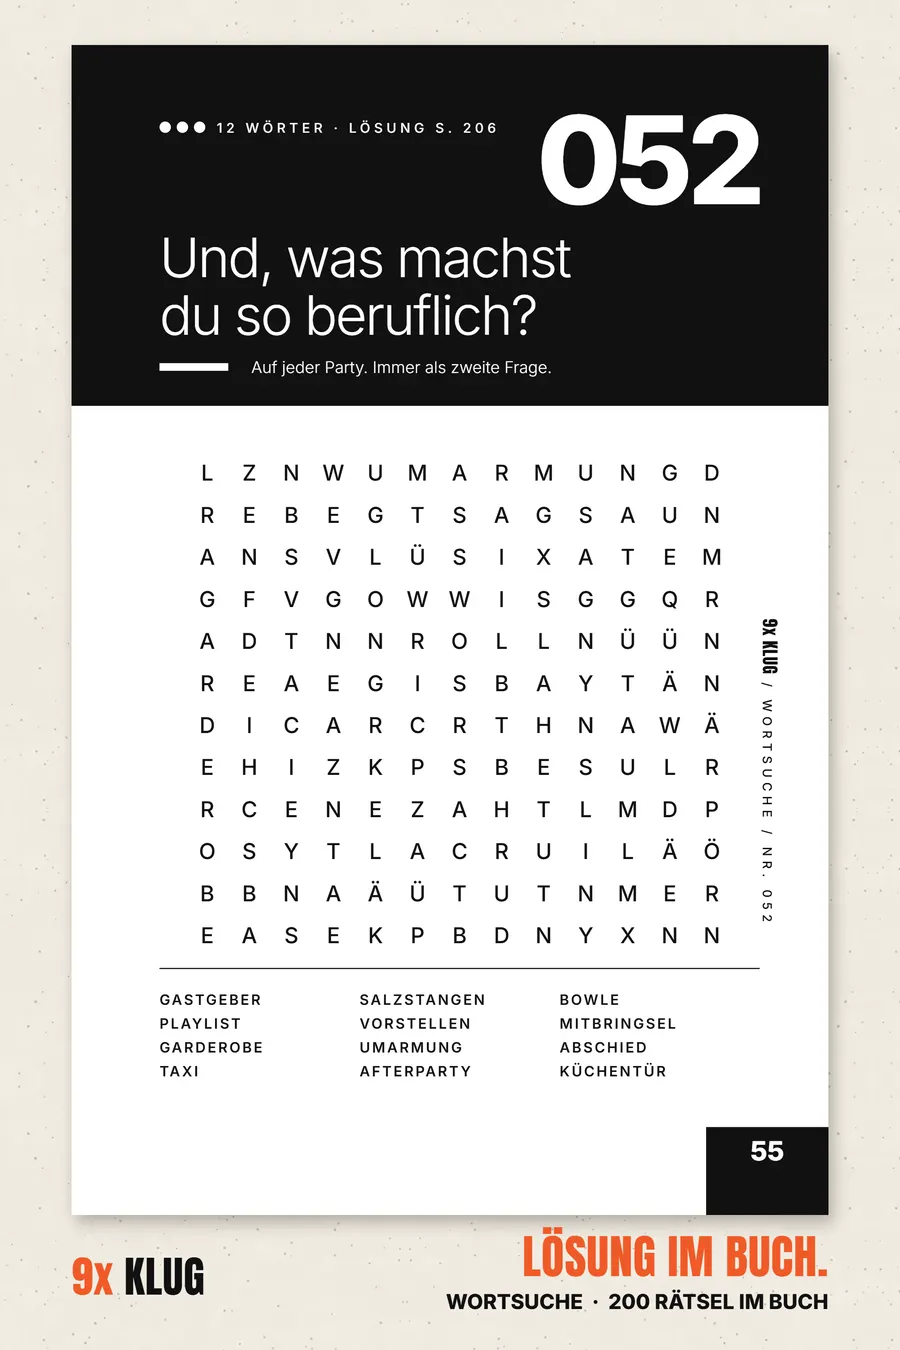 12 WÖRTER · LÖSUNG S. 206
052
Und, was machst
du so beruflich?
Auf jeder Party. Immer als zweite Frage.
L Z N W U M A R M U N G D
R E B E G T S A G S A U N
A N S V L Ü S I X A T E M
G F V G O W W I S G G Q R
A D T N N R O L L N Ü Ü N
R E A E G I S B A Y T Ä N
D I C A R C R T H N A W Ä
E H I Z K P S B E S U L R
R C E N E Z A H T L M D P
O S Y T L A C R U I L Ä Ö
B B N A Ä Ü T U T N M E R
E A S E K P B D N Y X N N
9x KLUG / WORTSUCHE / NR. 052
GASTGEBER SALZSTANGEN BOWLE
PLAYLIST VORSTELLEN MITBRINGSEL
GARDEROBE UMARMUNG ABSCHIED
TAXI AFTERPARTY KÜCHENTÜR
55
9x KLUG
LÖSUNG IM BUCH.
WORTSUCHE · 200 RÄTSEL IM BUCH